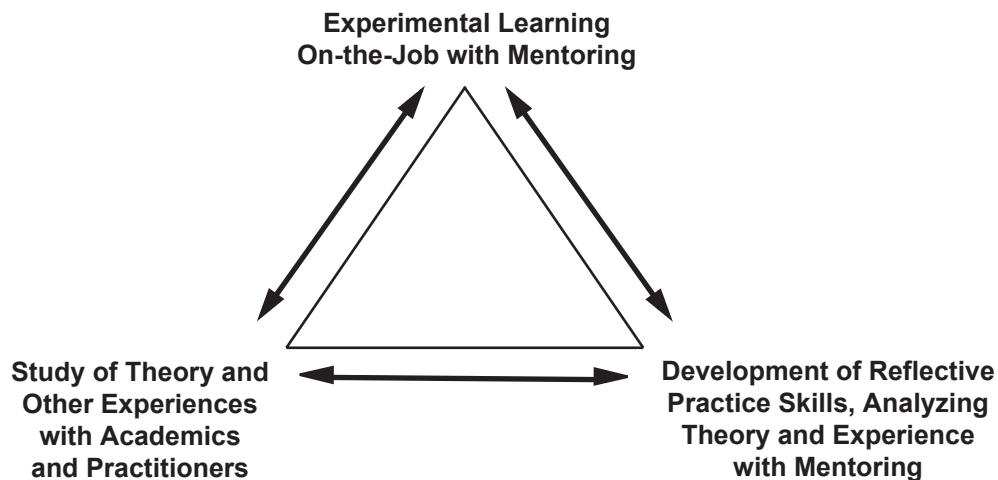 Experimental Learning
On-the-Job with Mentoring
Study of Theory and
Other Experiences
with Academics
and Practitioners
Development of Reflective
Practice Skills, Analyzing
Theory and Experience
with Mentoring